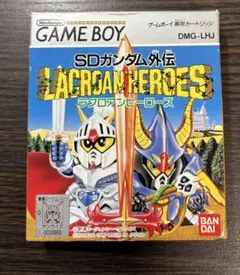 Nintendo
GAME BOY
ゲームボーイ専用カートリッジ
DMG-LHJ
SDガンダム外伝
LACROAN HEROES
ラクロアンヒーローズ
BAN
DAI